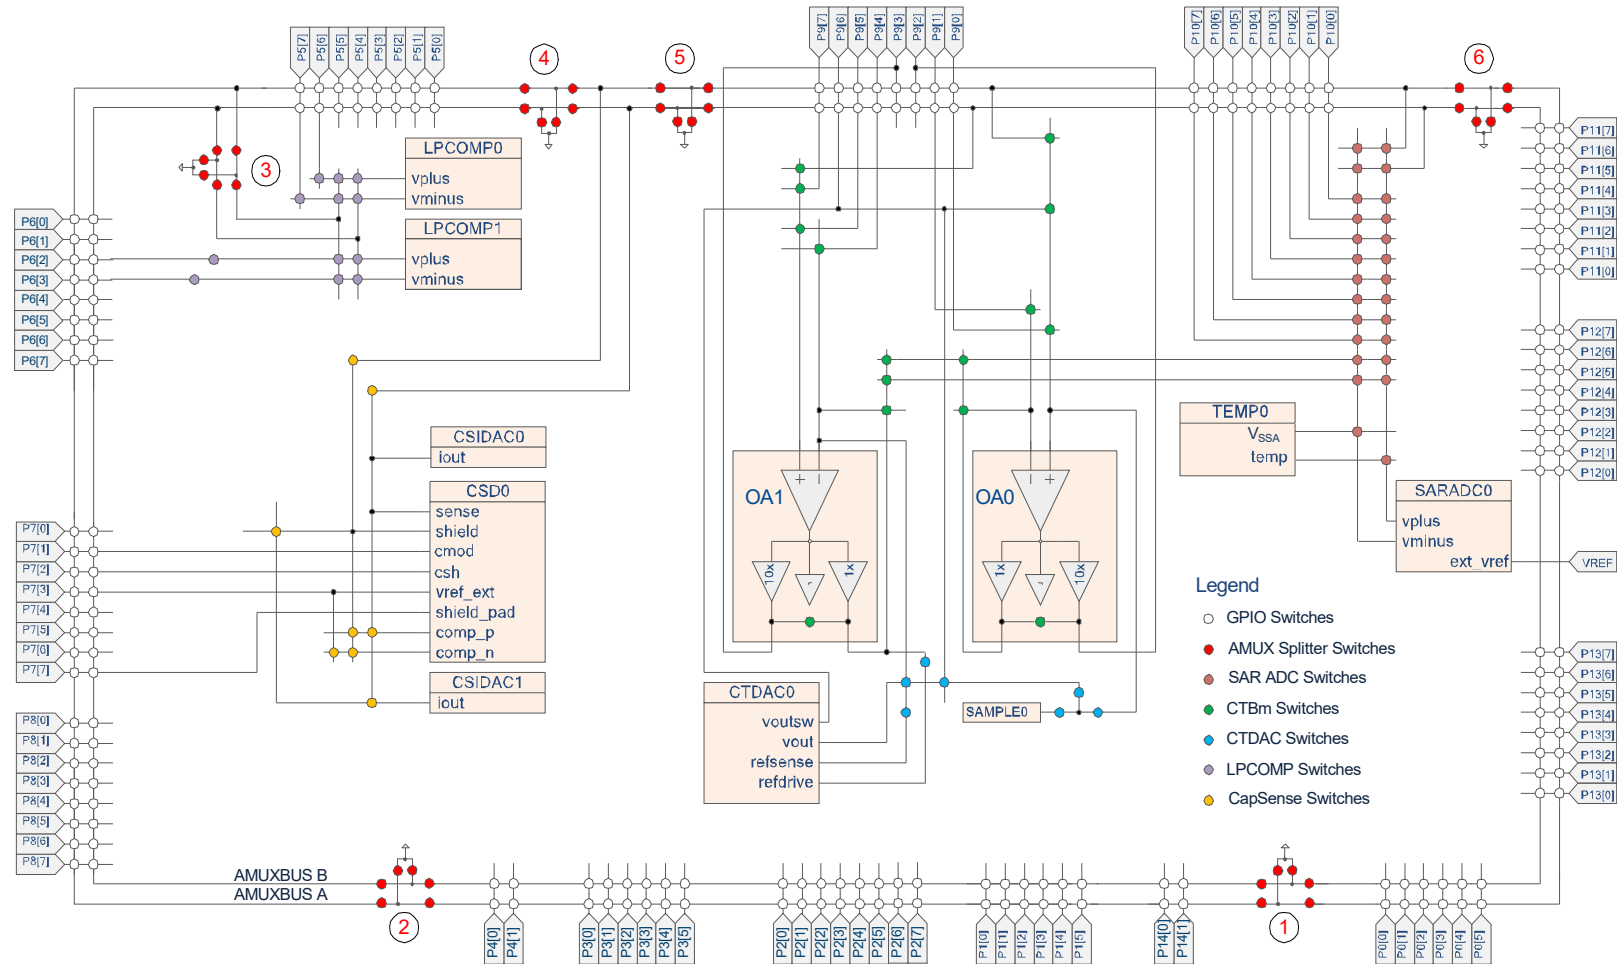 P5[7]
P5[6]
P5[5]
P5[4]
P5[3]
P5[2]
P5[1]
P5[0]
4
5
P9[7]
P9[6]
P9[5]
P9[4]
P9[3]
P9[2]
P9[1]
P9[0]
P10[7]
P10[6]
P10[5]
P10[4]
P10[3]
P10[2]
P10[1]
P10[0]
6
3
LPCOMP0
vplus
vminus
LPCOMP1
vplus
vminus
P11[7]
P11[6]
P11[5]
P11[4]
P11[3]
P11[2]
P11[1]
P11[0]
P6[0]
P6[1]
P6[2]
P6[3]
P6[4]
P6[5]
P6[6]
P6[7]
P12[7]
P12[6]
P12[5]
P12[4]
P12[3]
P12[2]
P12[1]
P12[0]
CSIDAC0
iout
CSD0
sense
shield
cmod
csh
vref_ext
shield_pad
comp_p
comp_n
CSIDAC1
iout
P7[0]
P7[1]
P7[2]
P7[3]
P7[4]
P7[5]
P7[0]
P7[7]
OA1
+
10x
1x
OA0
+
1x
10x
TEMP0
VSSA
temp
SARADC0
vplus
vminus
ext_vref
VREF
CTDAC0
voutsw
vout
refsense
refdrive
SAMPLE0
Legend
GPIO Switches
AMUX Splitter Switches
SAR ADC Switches
CTBm Switches
CTDAC Switches
LPCOMP Switches
CapSense Switches
P13[7]
P13[6]
P13[5]
P13[4]
P13[3]
P13[2]
P13[1]
P13[0]
P8[0]
P8[1]
P8[2]
P8[3]
P8[4]
P8[5]
P8[6]
P8[7]
AMUXBUS B
AMUXBUS A
2
P4[0]
P4[1]
P3[0]
P3[1]
P3[2]
P3[3]
P3[4]
P3[5]
P2[0]
P2[1]
P2[2]
P2[3]
P2[4]
P2[5]
P2[6]
P2[7]
P1[0]
P1[1]
P1[2]
P1[3]
P1[4]
P1[5]
P14[0]
P14[1]
1
P0[0]
P0[1]
P0[2]
P0[3]
P0[4]
P0[5]